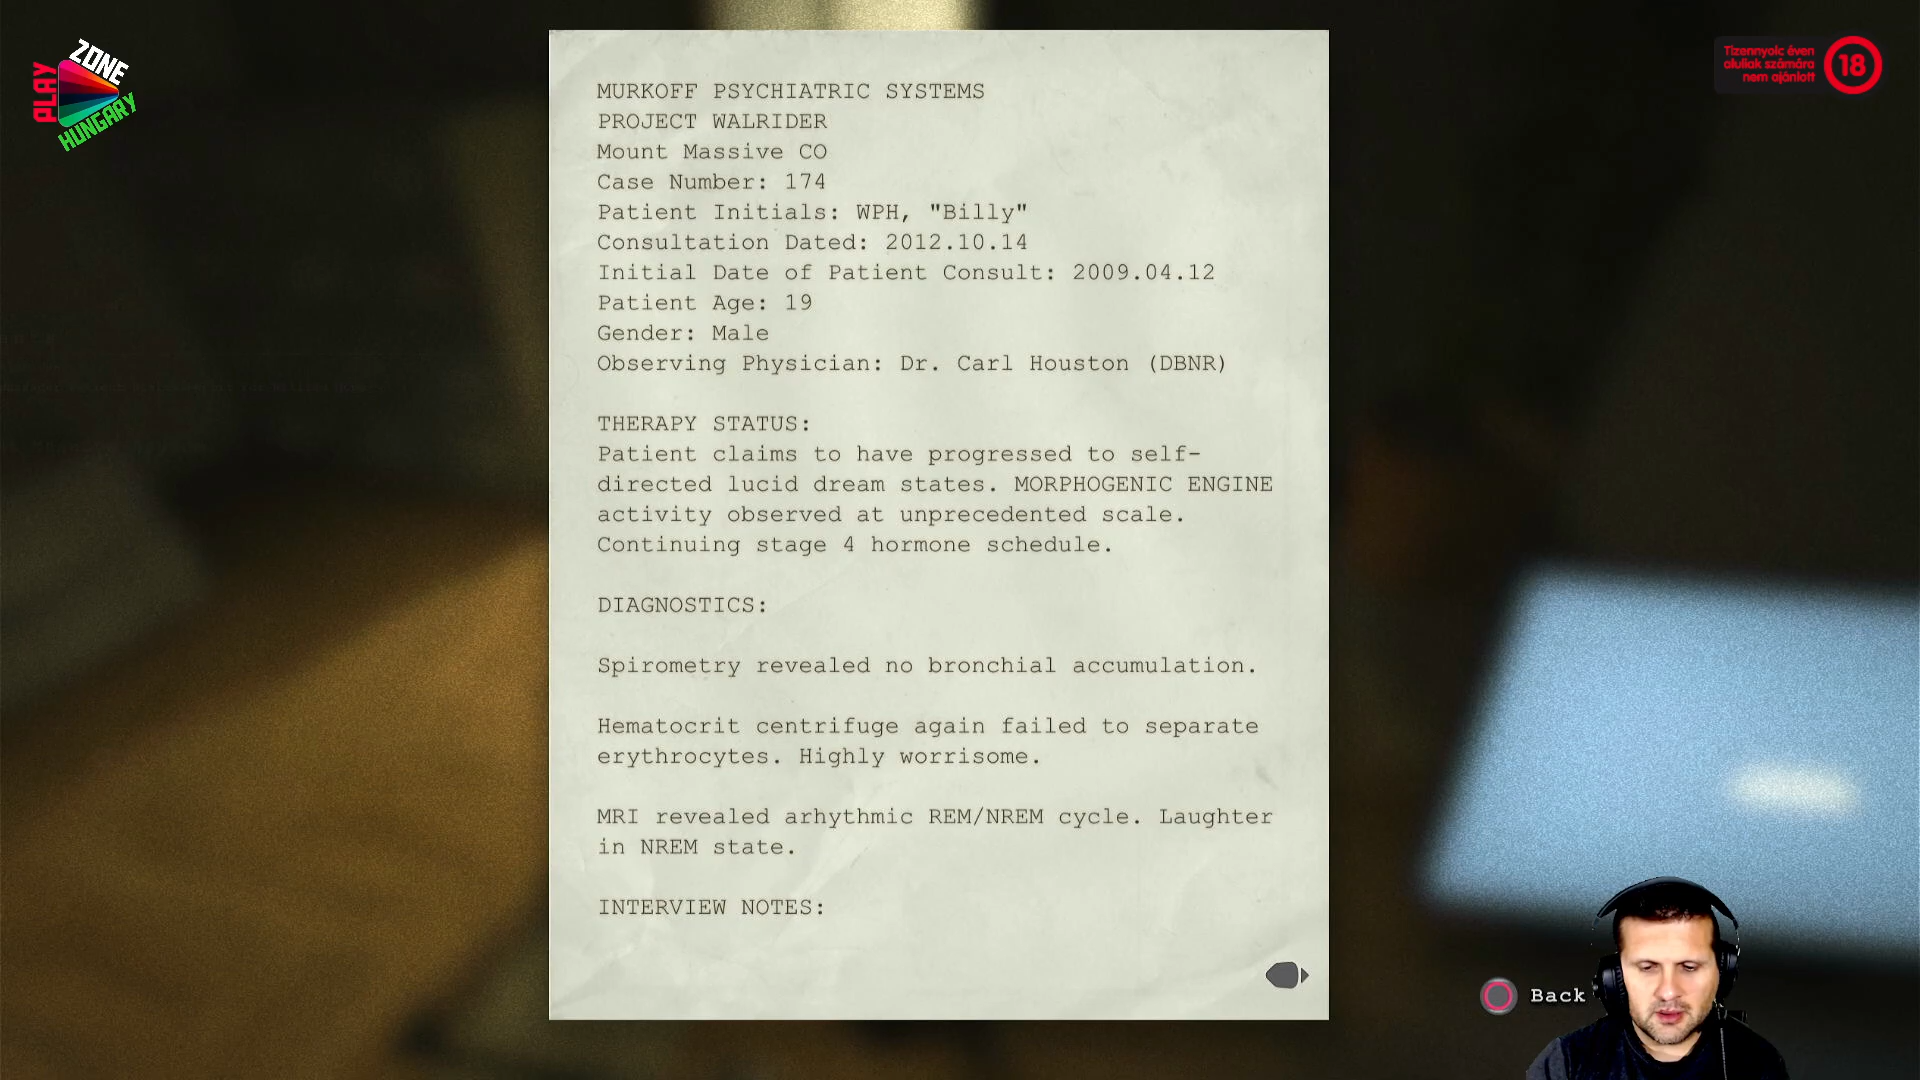 PLAY
ZONE
HUNGARY
Tizennyolc éven
aluliak számára
nem ajánlott
18
MURKOFF PSYCHIATRIC SYSTEMS
PROJECT WALRIDER
Mount Massive CO
Case Number: 174
Patient Initials: WPH, "Billy"
Consultation Dated: 2012.10.14
Initial Date of Patient Consult: 2009.04.12
Patient Age: 19
Gender: Male
Observing Physician: Dr. Carl Houston (DBNR)
THERAPY STATUS:
Patient claims to have progressed to self-
directed lucid dream states. MORPHOGENIC ENGINE
activity observed at unprecedented scale.
Continuing stage 4 hormone schedule.
DIAGNOSTICS:
Spirometry revealed no bronchial accumulation.
Hematocrit centrifuge again failed to separate
erythrocytes. Highly worrisome.
MRI revealed arhythmic REM/NREM cycle. Laughter
in NREM state.
INTERVIEW NOTES:
Back